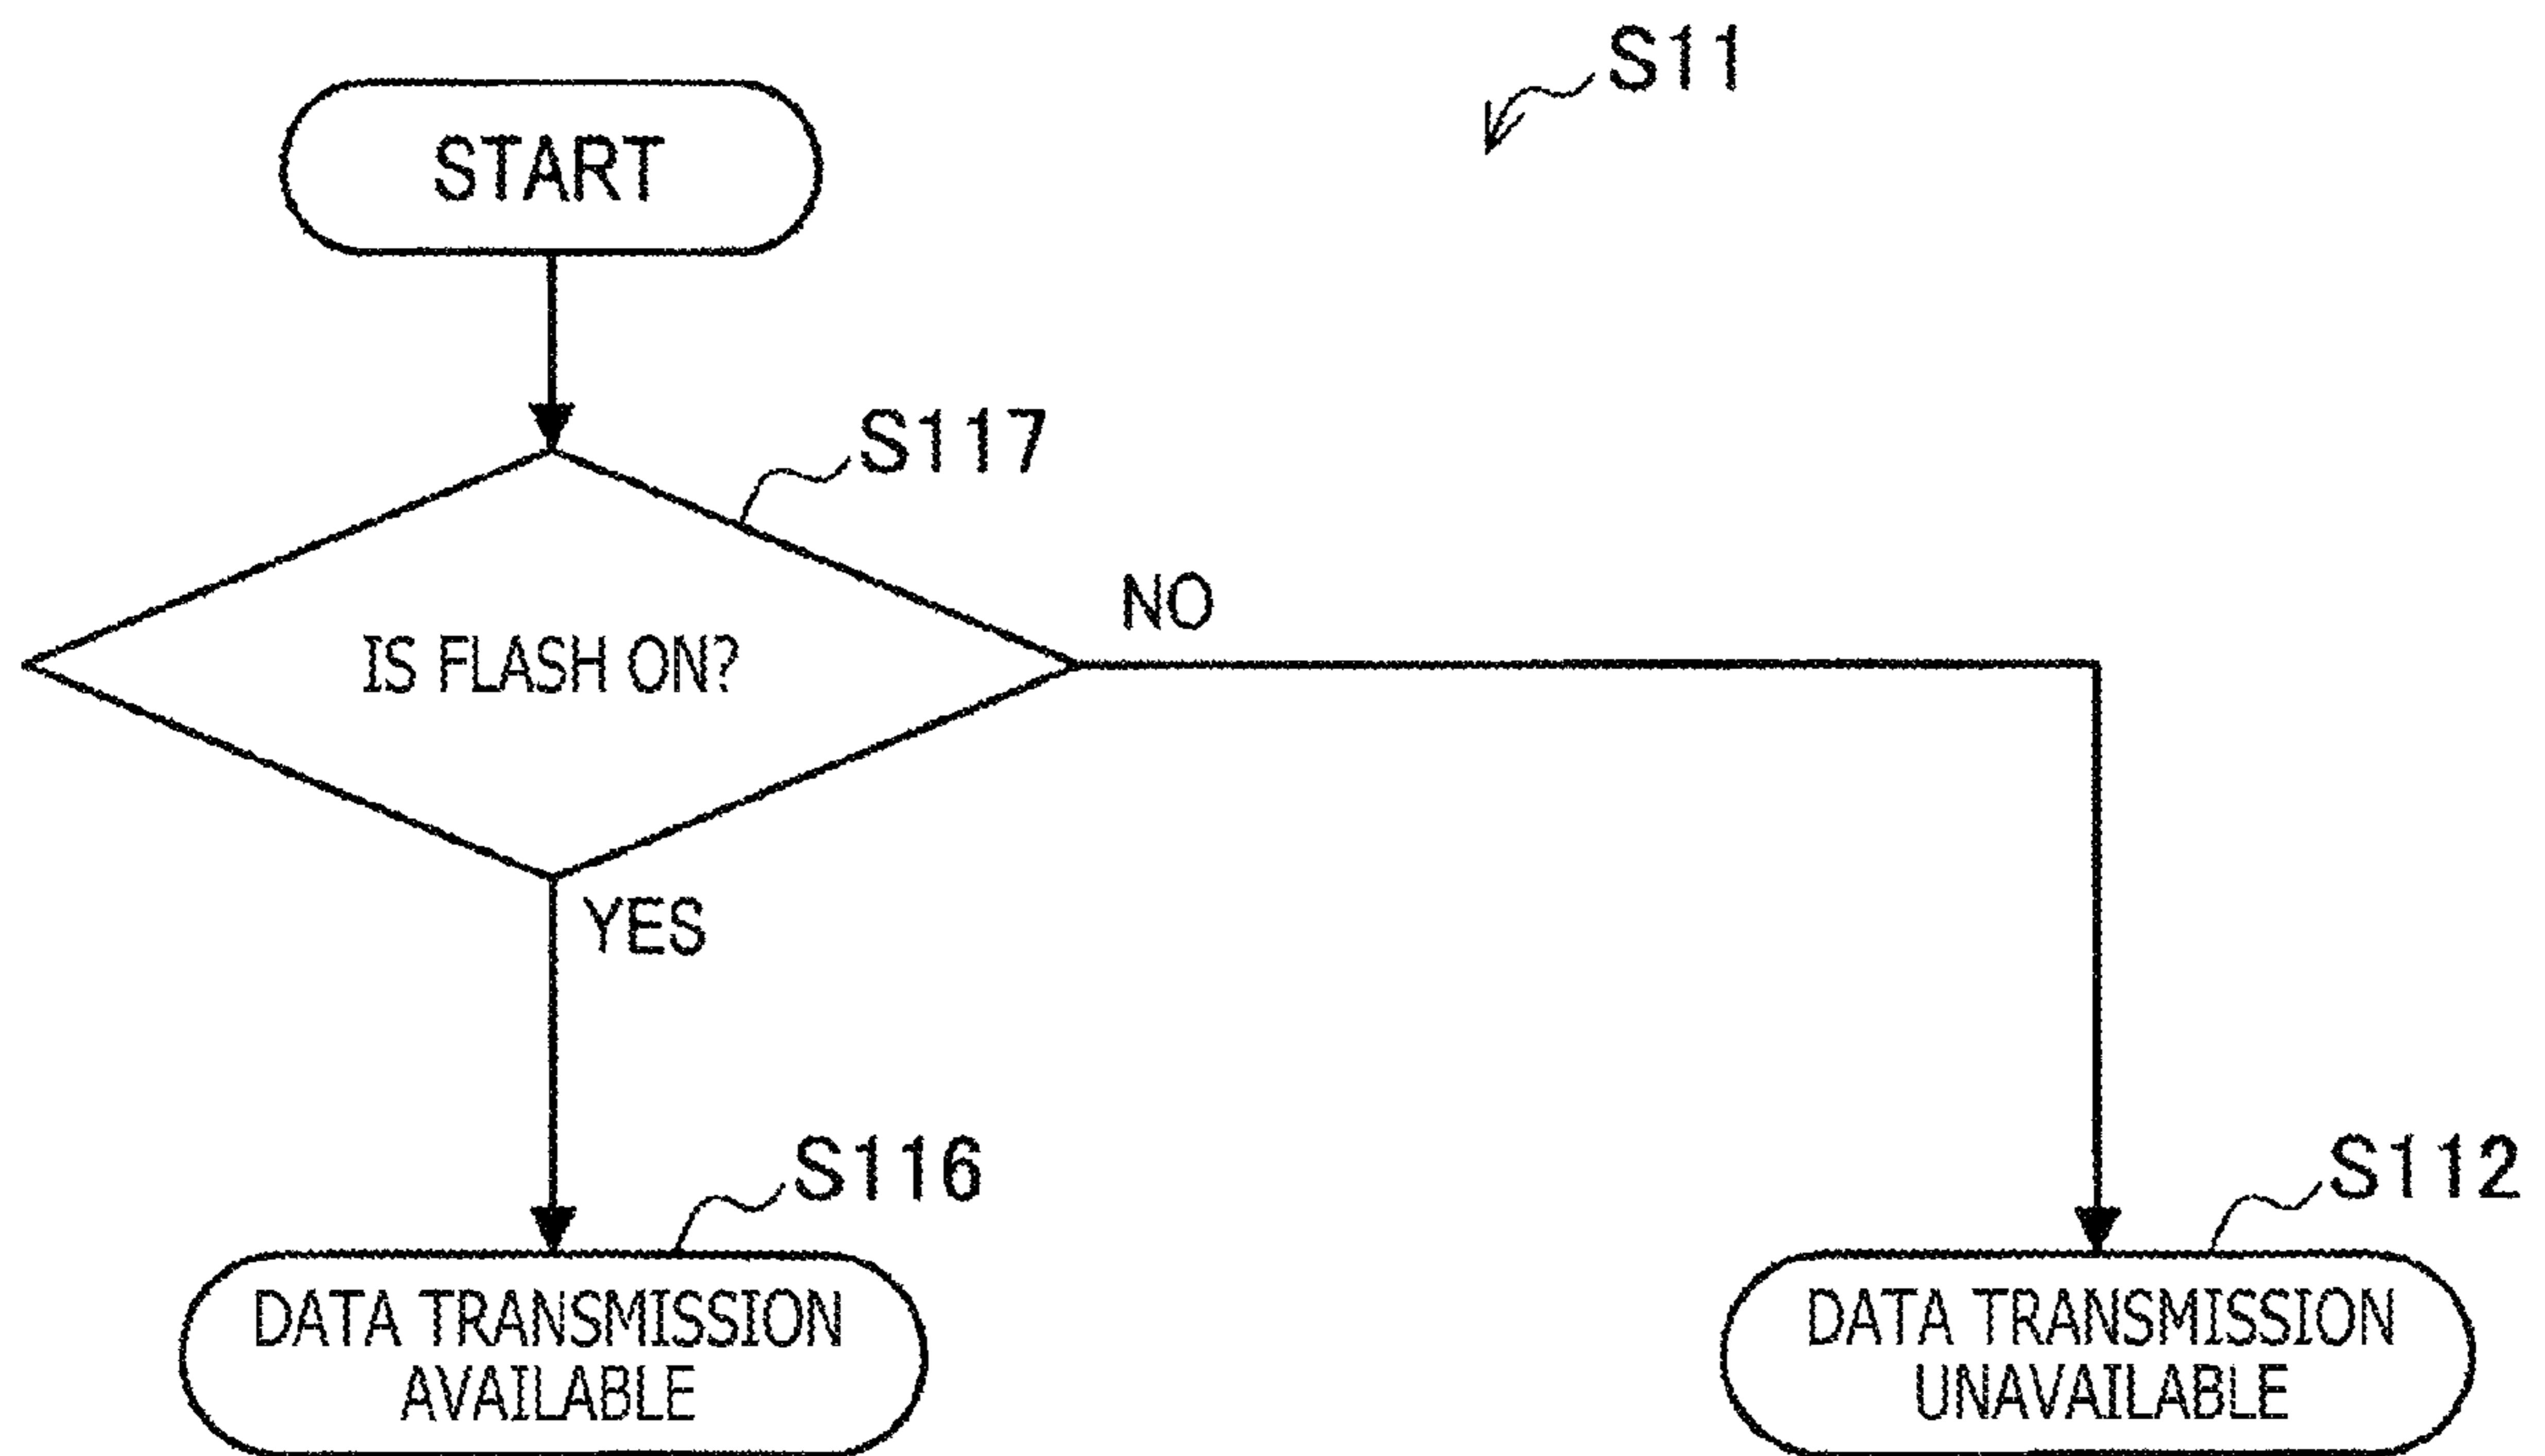 S11
START
S117
NO
IS FLASH ON?
YES
S116
S112
DATA TRANSMISSION
AVAILABLE
DATA TRANSMISSION
UNAVAILABLE